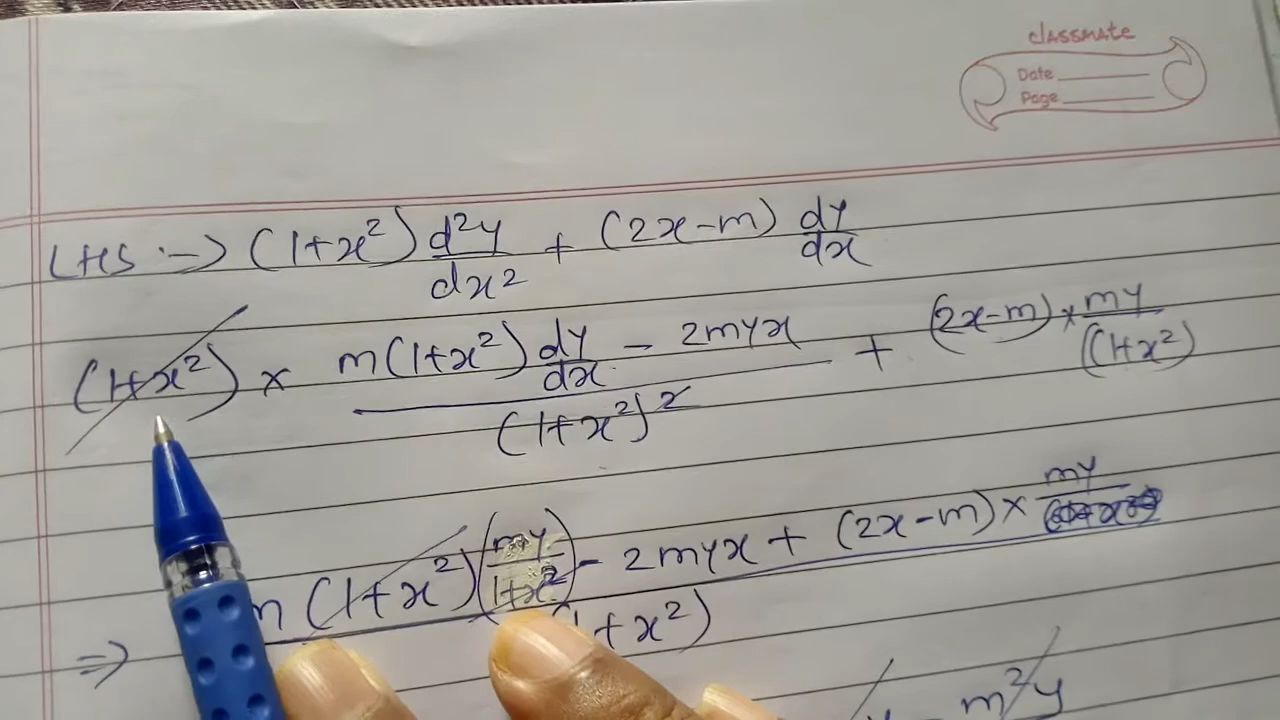 classmate
Date
Page
LHS :→ (1+x²) d²y/dx² + (2x-m) dy/dx
(1+x²) × m(1+x²) dy/dx - 2myx / (1+x²)² + (2x-m) × my/(1+x²)
⇒ m (1+x²) (my/1+x²) - 2myx + (2x-m) × my / (1+x²)
m²y